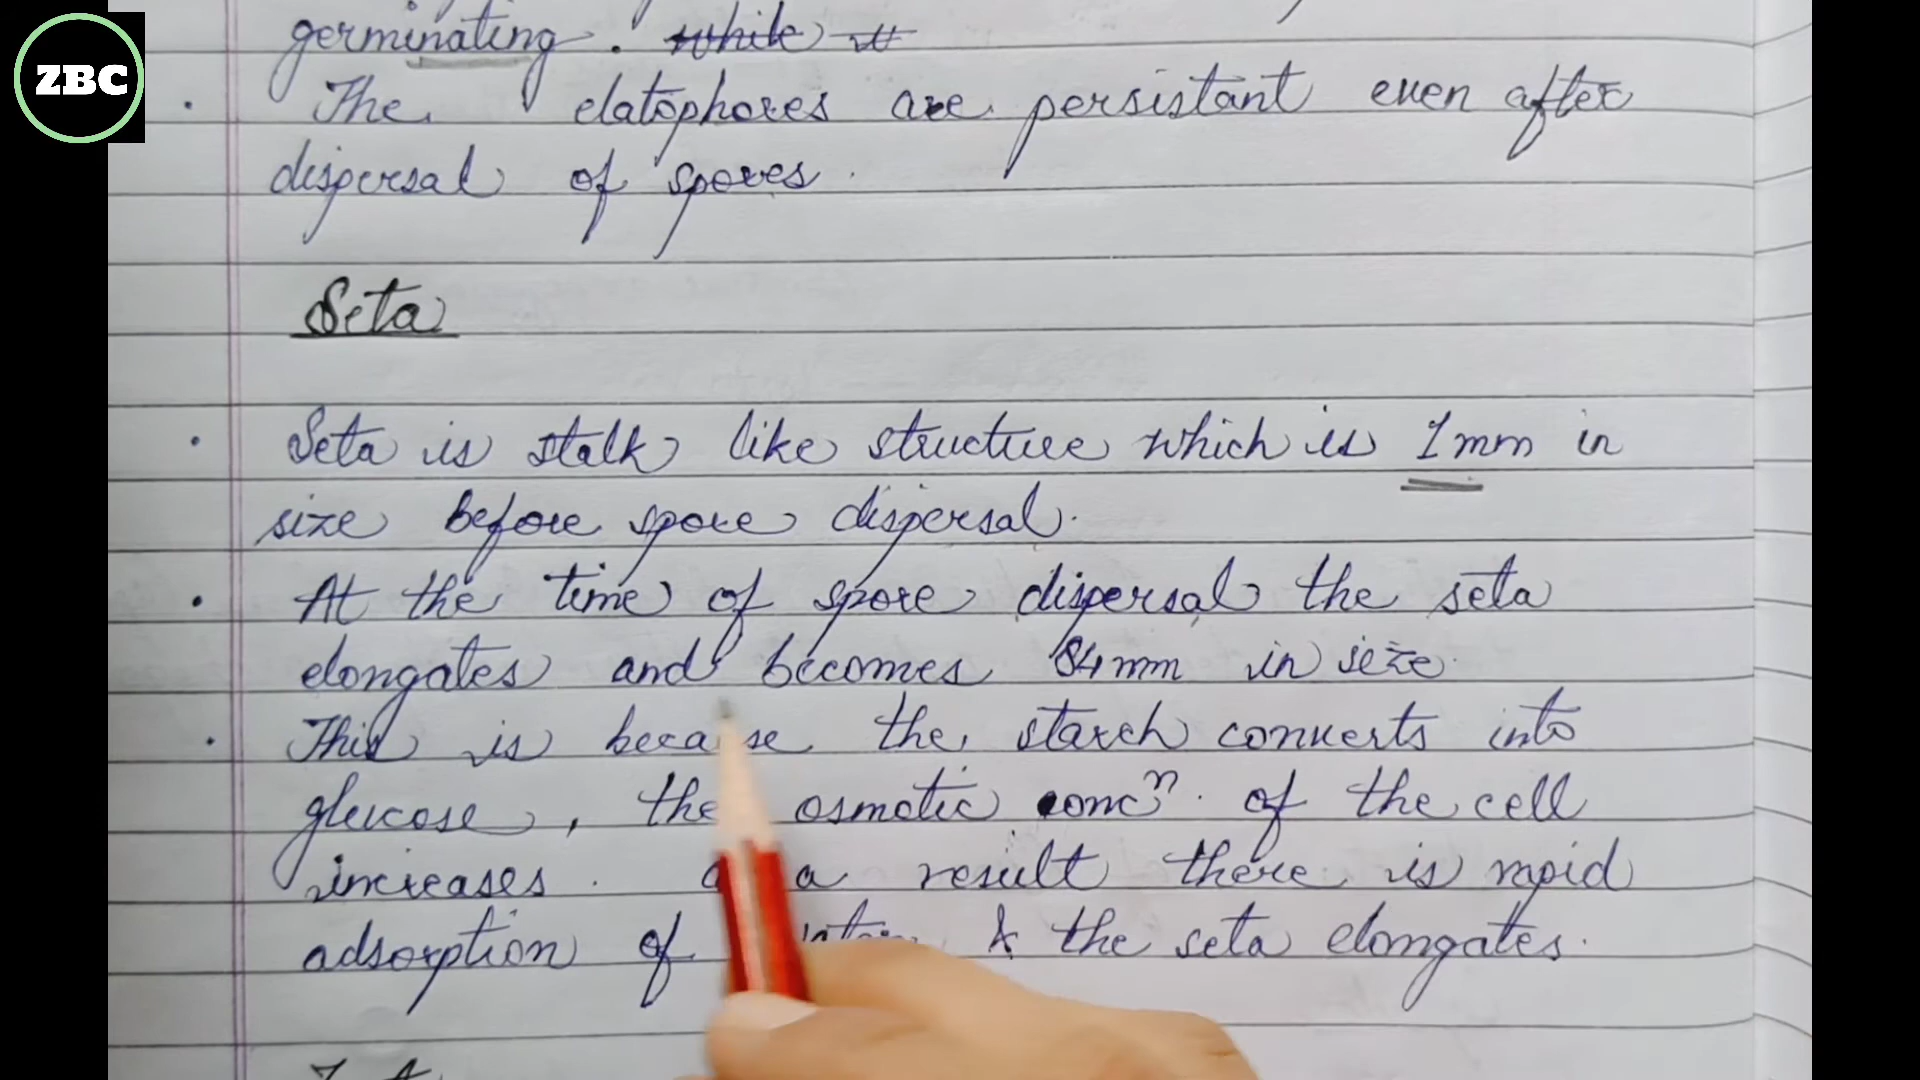 ZBC
germinating. while it
The elatophores are persistant even after
dispersal of spores.
Seta
Seta is stalk like structure which is 1mm in
size before spore dispersal.
At the time of spore dispersal the seta
elongates and becomes 84mm in size.
This is because the starch converts into
glucose, the osmotic concⁿ. of the cell
increases. a result there is rapid
adsorption of & the seta elongates.